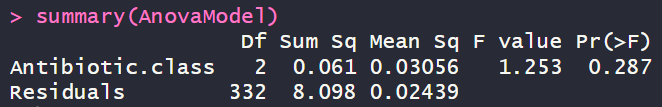 > summary(AnovaModel)
Df Sum Sq Mean Sq F value Pr(>F)
Antibiotic.class 2 0.061 0.03056 1.253 0.287
Residuals 332 8.098 0.02439